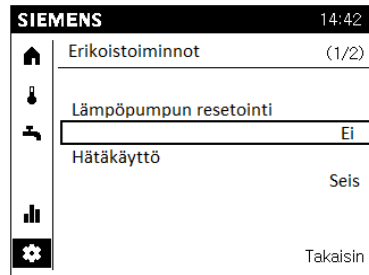 SIEMENS 14:42
Erikoistoiminnot (1/2)
Lämpöpumpun resetointi
Ei
Hätäkäyttö
Seis
Takaisin